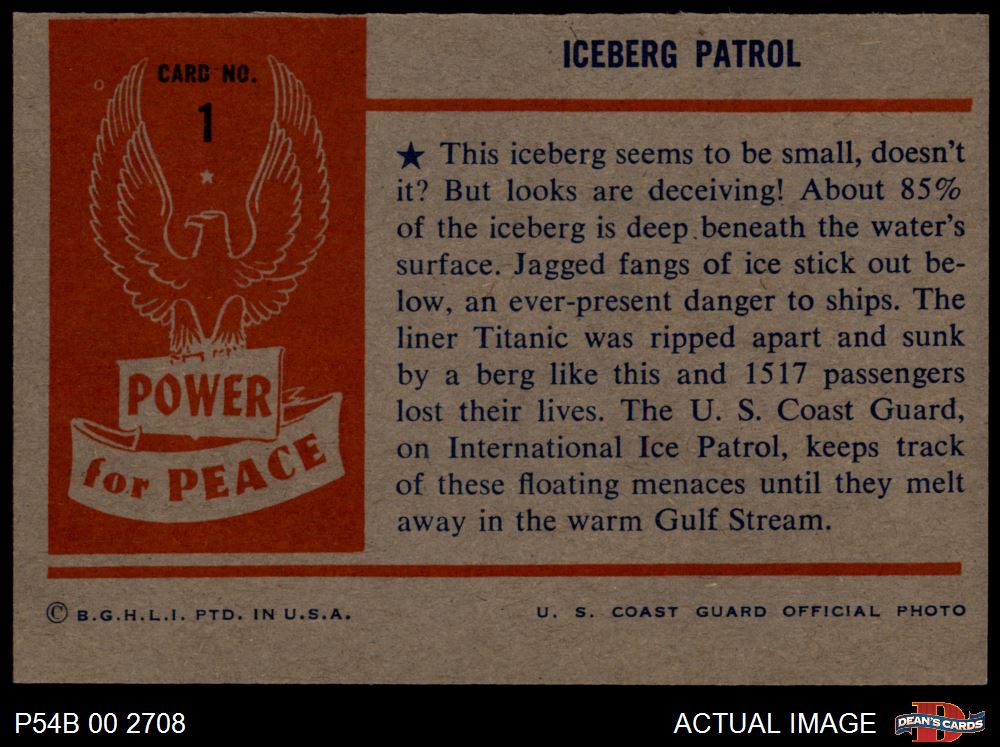 CARD NO.
1
POWER
for PEACE
ICEBERG PATROL
★ This iceberg seems to be small, doesn't
it? But looks are deceiving! About 85%
of the iceberg is deep beneath the water's
surface. Jagged fangs of ice stick out be-
low, an ever-present danger to ships. The
liner Titanic was ripped apart and sunk
by a berg like this and 1517 passengers
lost their lives. The U. S. Coast Guard,
on International Ice Patrol, keeps track
of these floating menaces until they melt
away in the warm Gulf Stream.
© B.G.H.L.I. PTD. IN U.S.A.
U. S. COAST GUARD OFFICIAL PHOTO
P54B 00 2708
ACTUAL IMAGE
DEAN'S CARDS